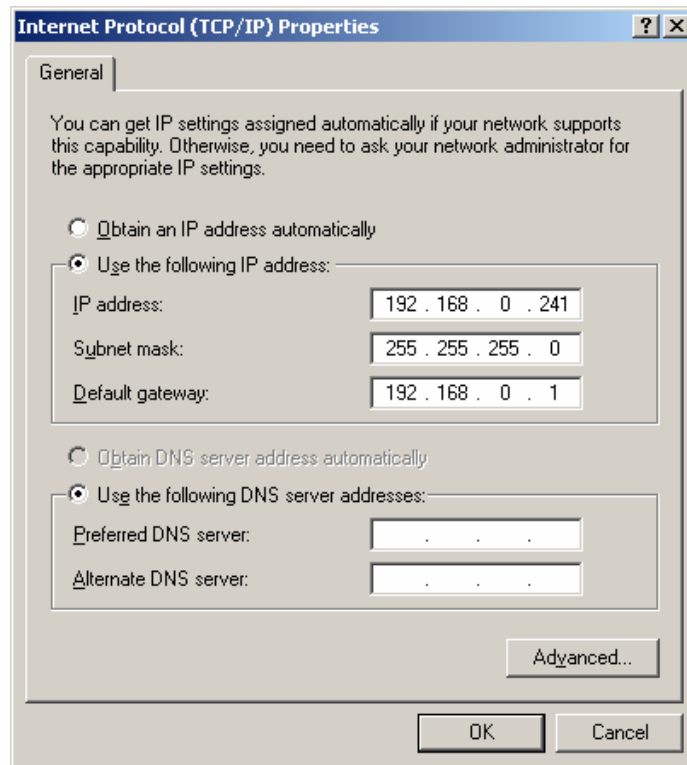 Internet Protocol (TCP/IP) Properties
General
You can get IP settings assigned automatically if your network supports
this capability. Otherwise, you need to ask your network administrator for
the appropriate IP settings.
Obtain an IP address automatically
Use the following IP address:
IP address: 192 . 168 . 0 . 241
Subnet mask: 255 . 255 . 255 . 0
Default gateway: 192 . 168 . 0 . 1
Obtain DNS server address automatically
Use the following DNS server addresses:
Preferred DNS server: . . .
Alternate DNS server: . . .
Advanced...
OK Cancel